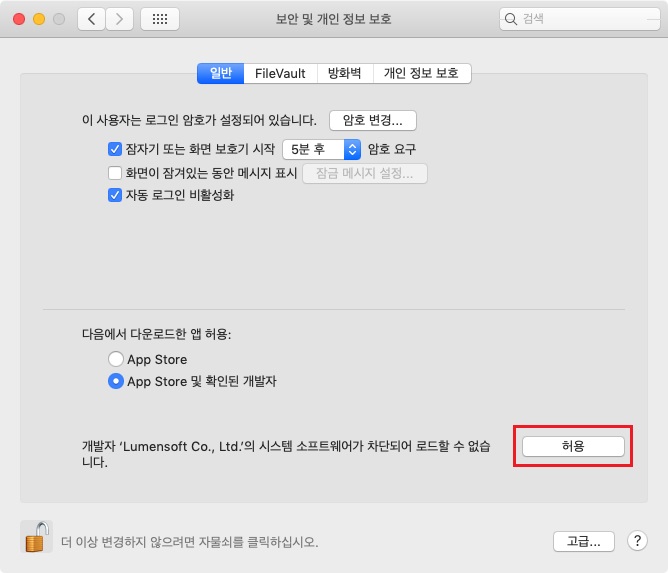 보안 및 개인 정보 보호
검색
일반
FileVault
방화벽
개인 정보 보호
이 사용자는 로그인 암호가 설정되어 있습니다.
암호 변경...
잠자기 또는 화면 보호기 시작
5분 후
암호 요구
화면이 잠겨있는 동안 메시지 표시
잠금 메시지 설정...
자동 로그인 비활성화
다음에서 다운로드한 앱 허용:
App Store
App Store 및 확인된 개발자
개발자 ‘Lumensoft Co., Ltd.’의 시스템 소프트웨어가 차단되어 로드할 수 없습
니다.
허용
더 이상 변경하지 않으려면 자물쇠를 클릭하십시오.
고급...
?